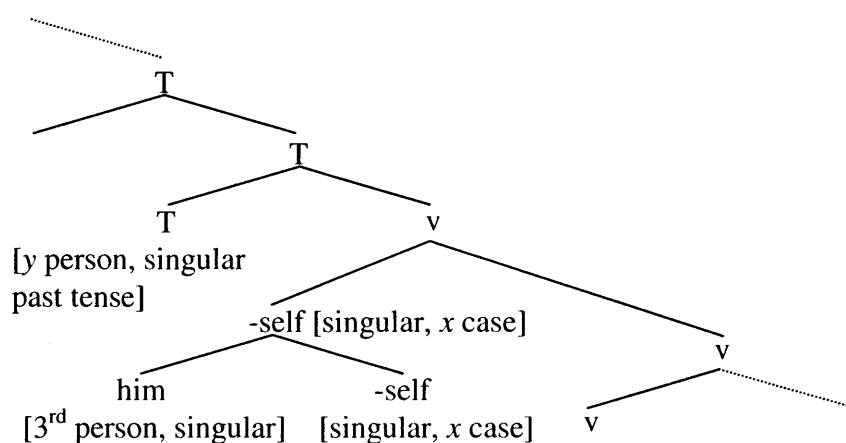 T
T
T v
[y person, singular
past tense]
-self [singular, x case]
v
him -self
[3rd person, singular] [singular, x case] v